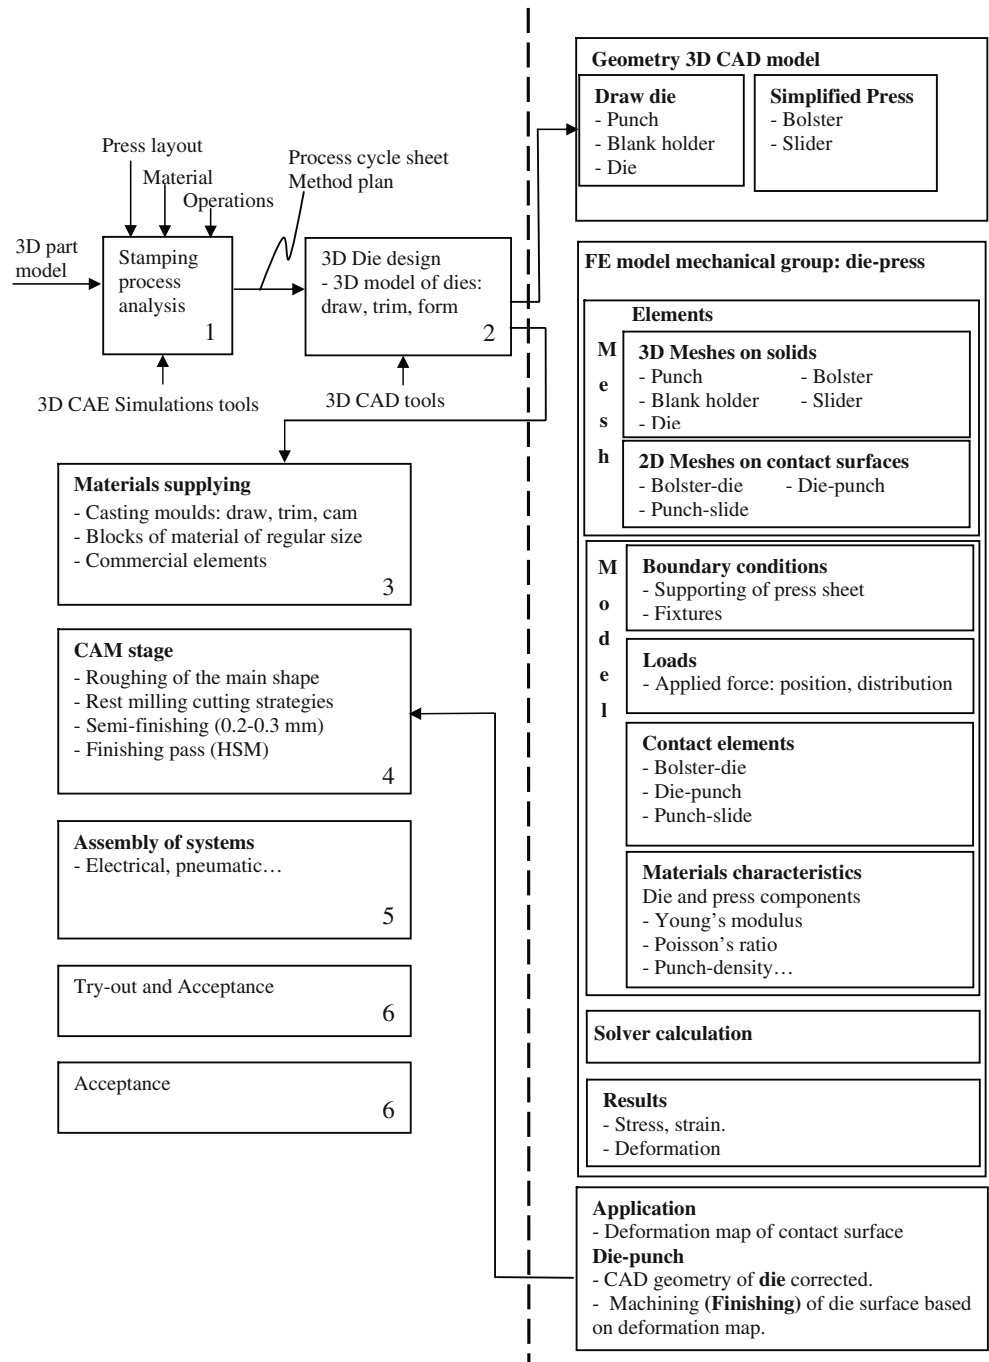 Press layout
Material
Operations
3D part
model
Stamping
process
analysis
1
Process cycle sheet
Method plan
3D Die design
- 3D model of dies:
draw, trim, form
2
3D CAE Simulations tools
3D CAD tools
Materials supplying
- Casting moulds: draw, trim, cam
- Blocks of material of regular size
- Commercial elements
3
CAM stage
- Roughing of the main shape
- Rest milling cutting strategies
- Semi-finishing (0.2-0.3 mm)
- Finishing pass (HSM)
4
Assembly of systems
- Electrical, pneumatic…
5
Try-out and Acceptance
6
Acceptance
6
Geometry 3D CAD model
Draw die
- Punch
- Blank holder
- Die
Simplified Press
- Bolster
- Slider
FE model mechanical group: die-press
Mesh
Elements
3D Meshes on solids
- Punch
- Blank holder
- Die
- Bolster
- Slider
2D Meshes on contact surfaces
- Bolster-die
- Punch-slide
- Die-punch
Model
Boundary conditions
- Supporting of press sheet
- Fixtures
Loads
- Applied force: position, distribution
Contact elements
- Bolster-die
- Die-punch
- Punch-slide
Materials characteristics
Die and press components
- Young's modulus
- Poisson's ratio
- Punch-density…
Solver calculation
Results
- Stress, strain.
- Deformation
Application
- Deformation map of contact surface
Die-punch
- CAD geometry of die corrected.
- Machining (Finishing) of die surface based
on deformation map.